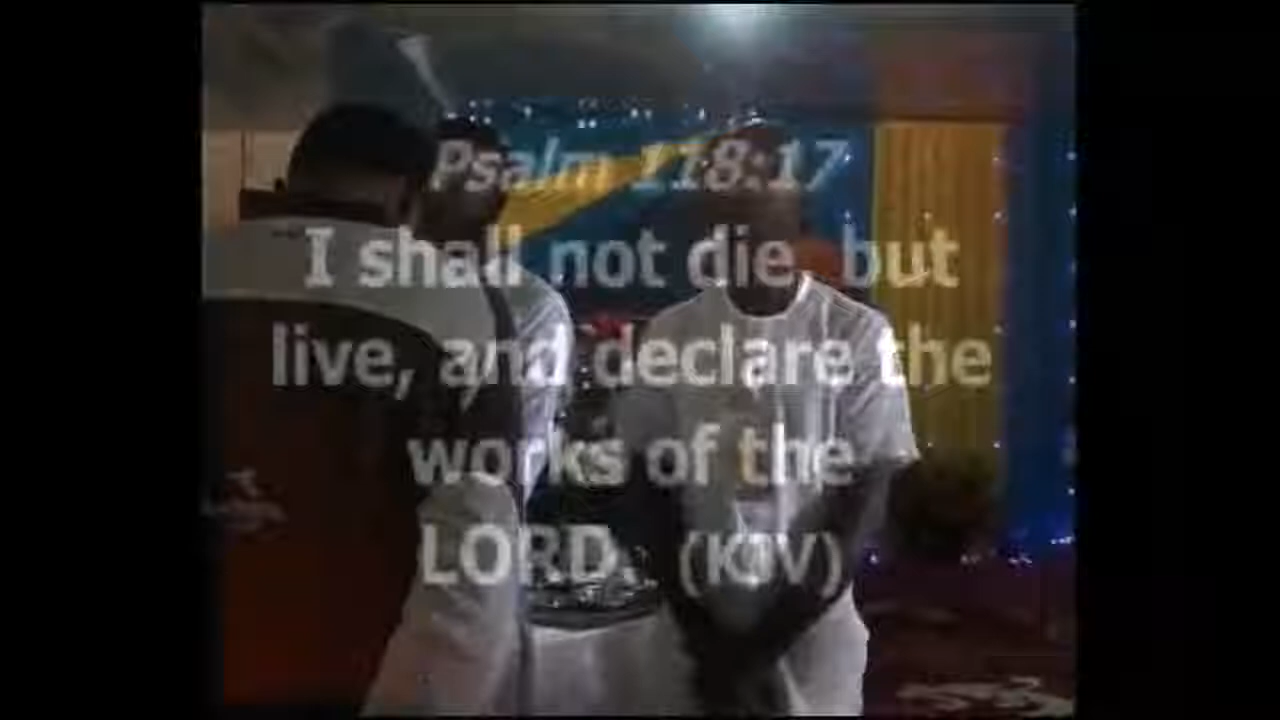 Psalm 118:17
I shall not die, but
live, and declare the
works of the
LORD. (KJV)